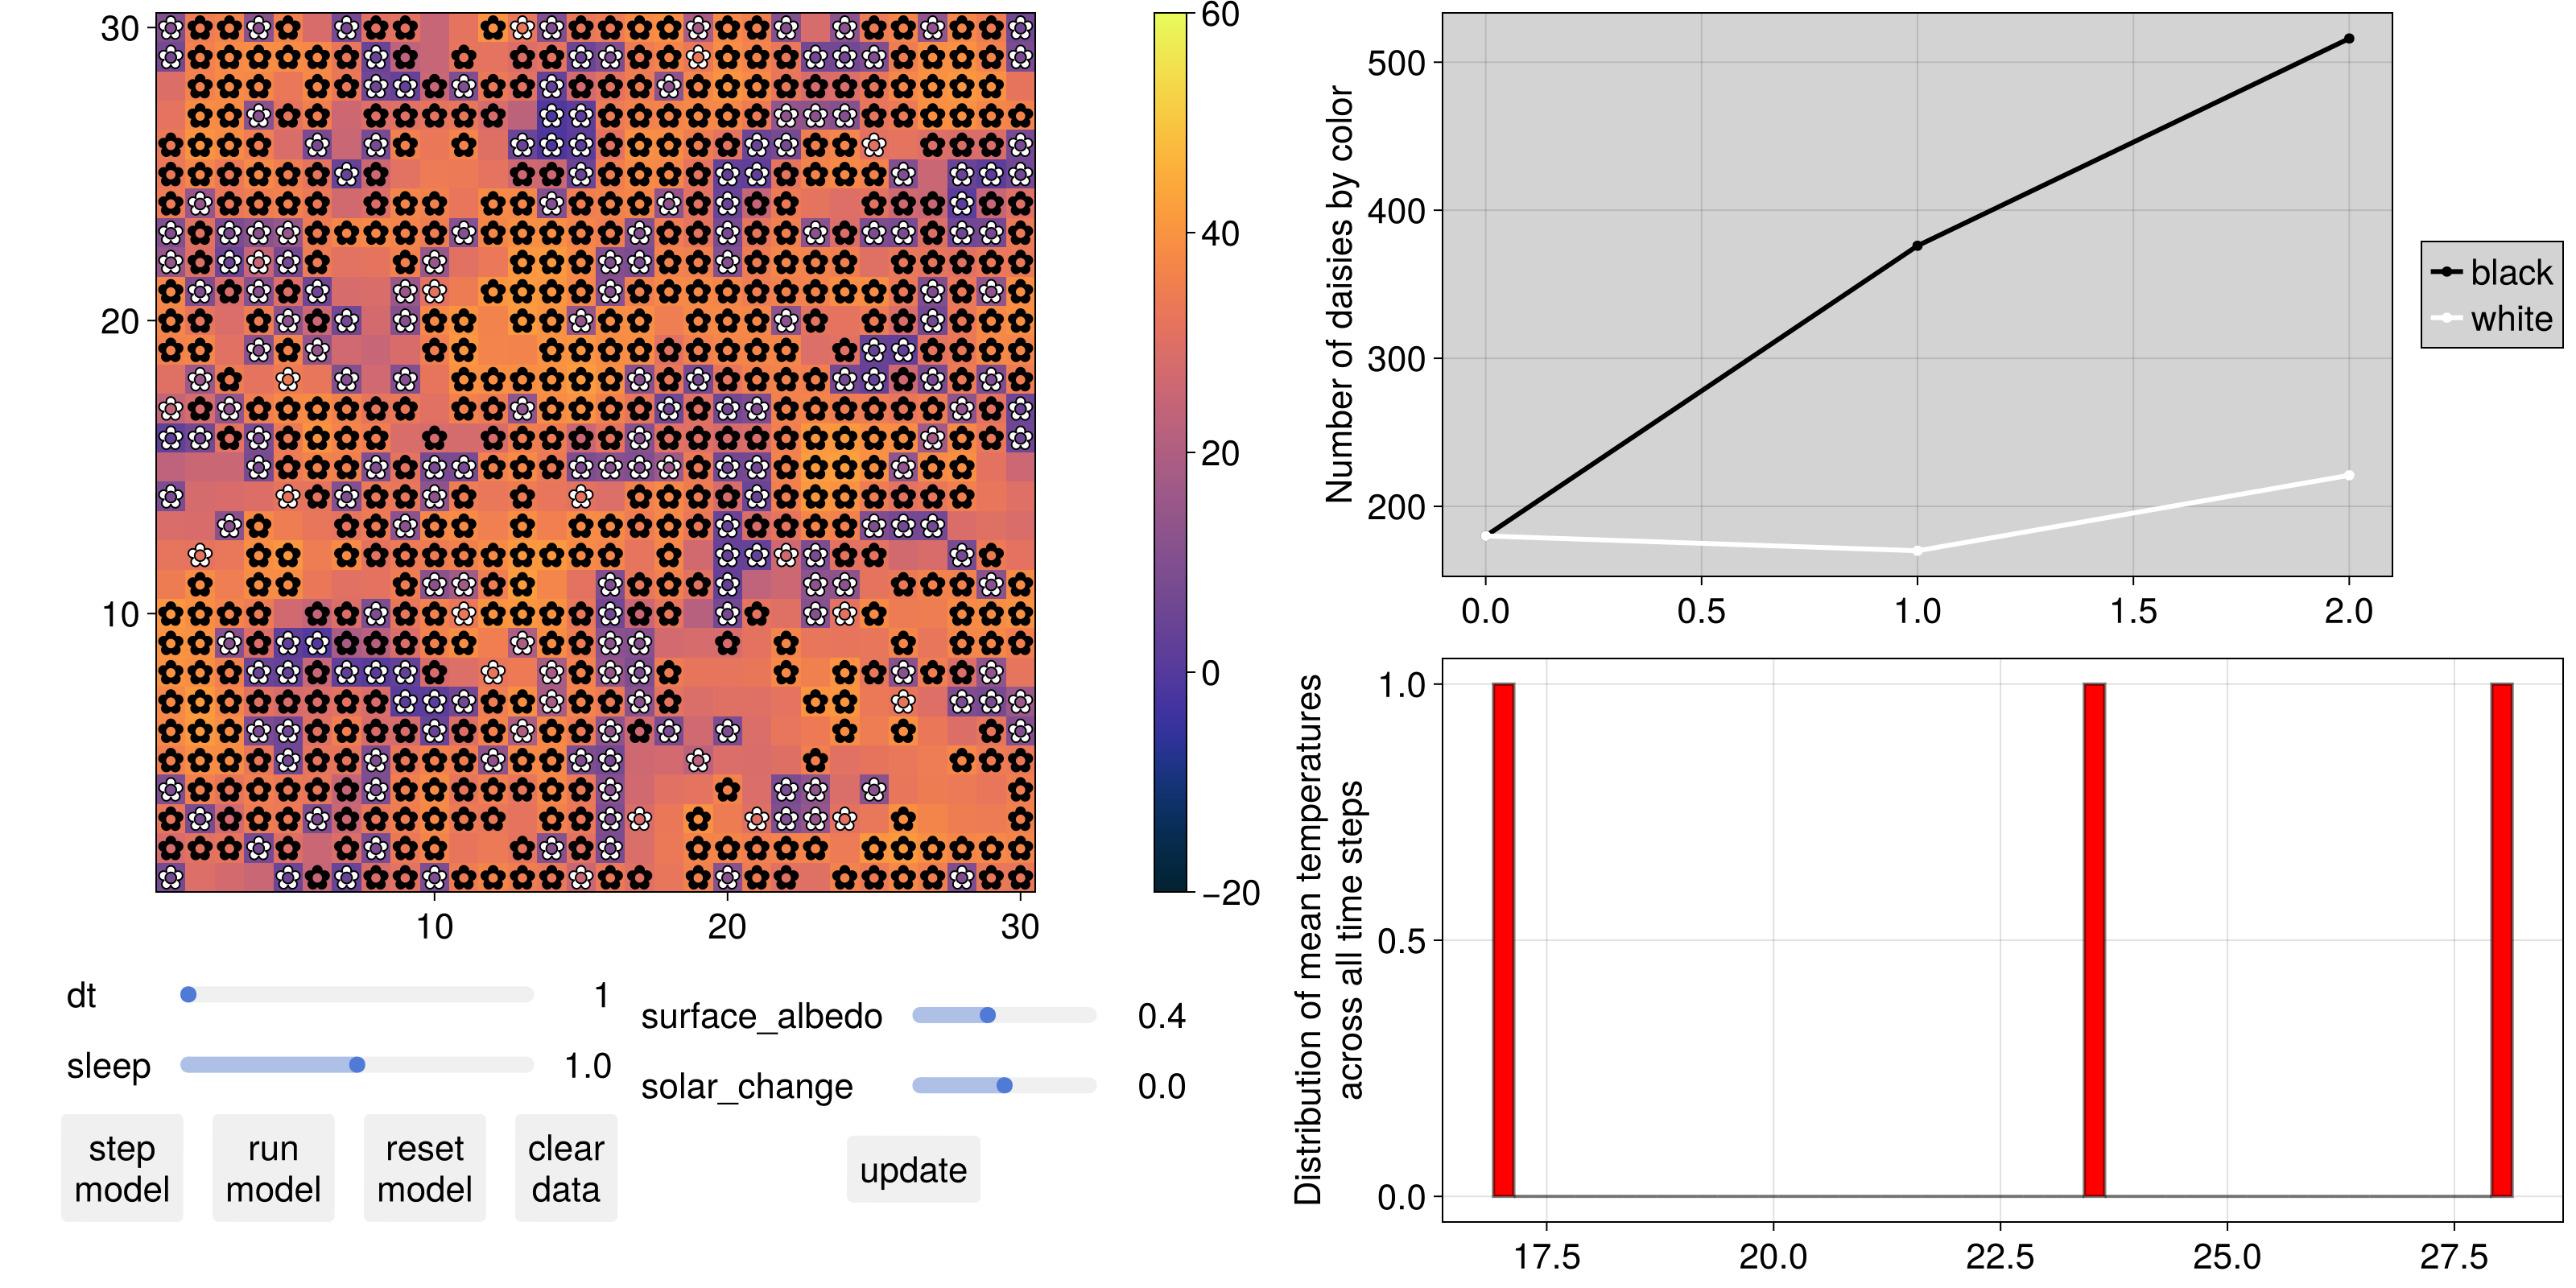 30
20
10
10
20
30
60
40
20
0
−20
Number of daisies by color
500
400
300
200
0.0
0.5
1.0
1.5
2.0
black
white
Distribution of mean temperatures
across all time steps
1.0
0.5
0.0
17.5
20.0
22.5
25.0
27.5
dt
1
sleep
1.0
surface_albedo
0.4
solar_change
0.0
step
model
run
model
reset
model
clear
data
update